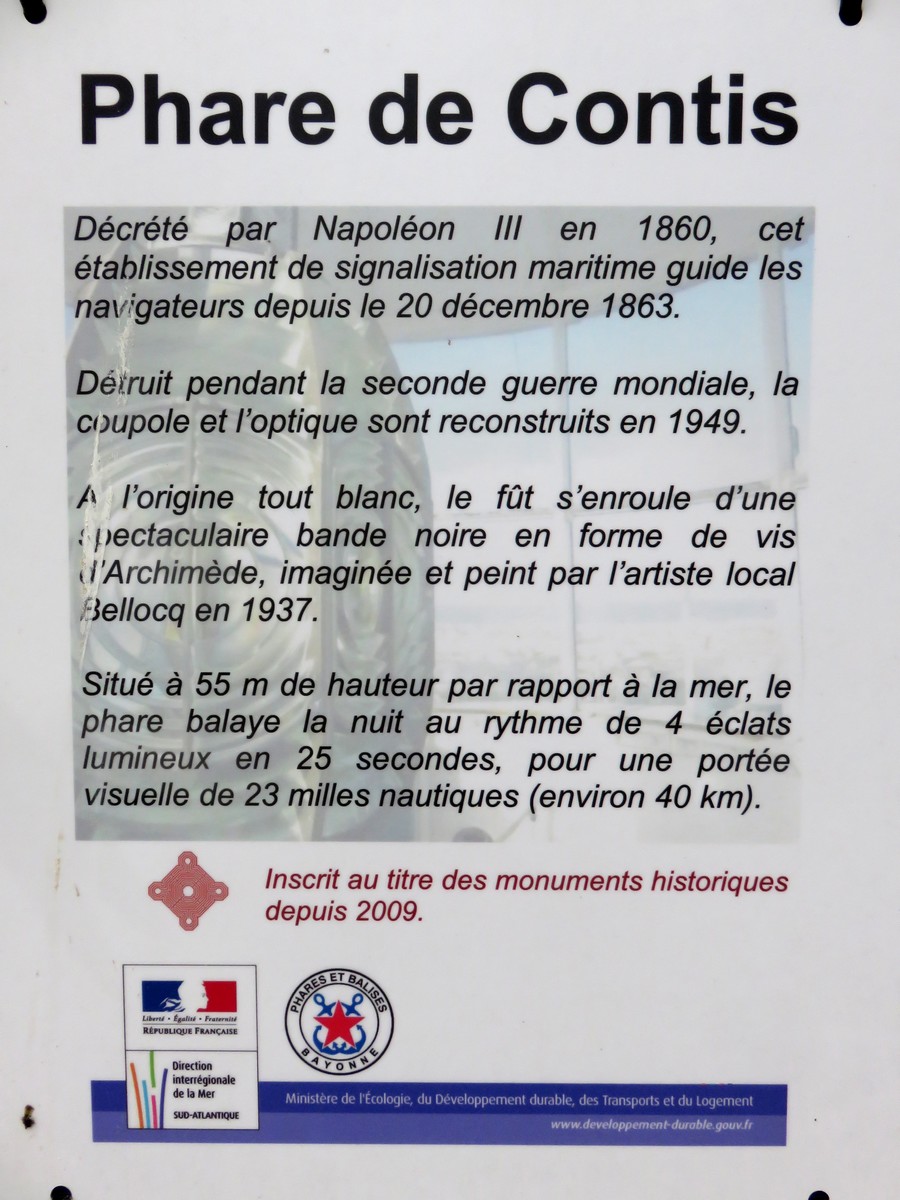 Phare de Contis
Décrété par Napoléon III en 1860, cet
établissement de signalisation maritime guide les
navigateurs depuis le 20 décembre 1863.
Détruit pendant la seconde guerre mondiale, la
coupole et l'optique sont reconstruits en 1949.
A l'origine tout blanc, le fût s'enroule d'une
spectaculaire bande noire en forme de vis
d'Archimède, imaginée et peint par l'artiste local
Bellocq en 1937.
Situé à 55 m de hauteur par rapport à la mer, le
phare balaye la nuit au rythme de 4 éclats
lumineux en 25 secondes, pour une portée
visuelle de 23 milles nautiques (environ 40 km).
Inscrit au titre des monuments historiques
depuis 2009.
Liberté • Égalité • Fraternité
RÉPUBLIQUE FRANÇAISE
PHARES ET BALISES
BAYONNE
Direction
interrégionale
de la Mer
SUD-ATLANTIQUE
Ministère de l'Écologie, du Développement durable, des Transports et du Logement
www.developpement-durable.gouv.fr